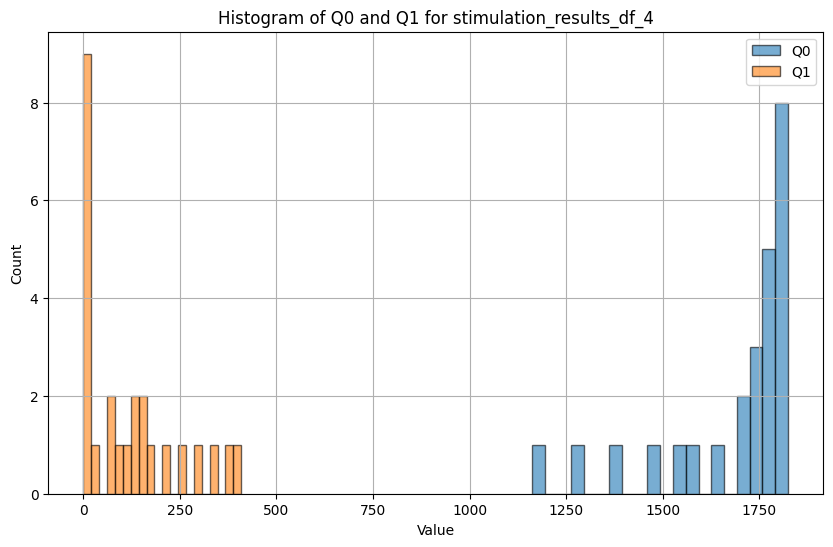 Histogram of Q0 and Q1 for stimulation_results_df_4
Q0
Q1
Count
8
6
4
2
0
0 250 500 750 1000 1250 1500 1750
Value